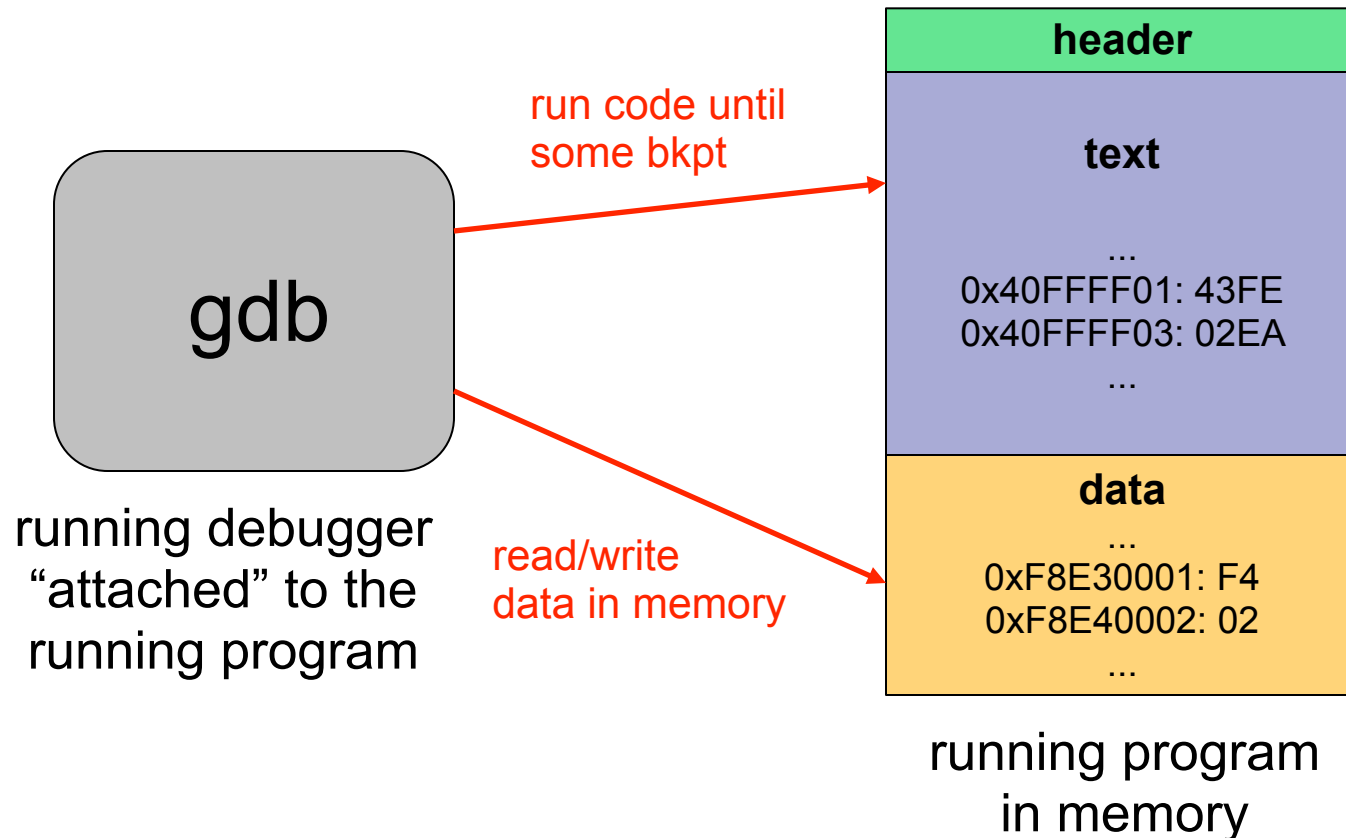 header
run code until
some bkpt
text
...
0x40FFFF01: 43FE
0x40FFFF03: 02EA
...
gdb
data
...
0xF8E30001: F4
0xF8E40002: 02
...
running debugger
“attached” to the
running program
read/write
data in memory
running program
in memory